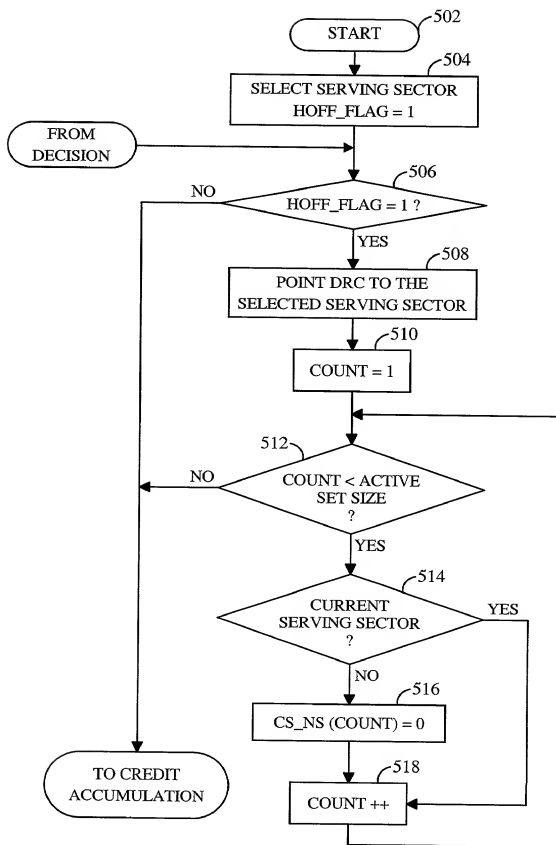 START
502
504
SELECT SERVING SECTOR
HOFF_FLAG = 1
FROM
DECISION
506
NO
HOFF_FLAG = 1 ?
YES
508
POINT DRC TO THE
SELECTED SERVING SECTOR
510
COUNT = 1
512
NO
COUNT < ACTIVE
SET SIZE
?
YES
514
CURRENT
SERVING SECTOR
?
YES
NO
516
CS_NS (COUNT) = 0
TO CREDIT
ACCUMULATION
518
COUNT ++